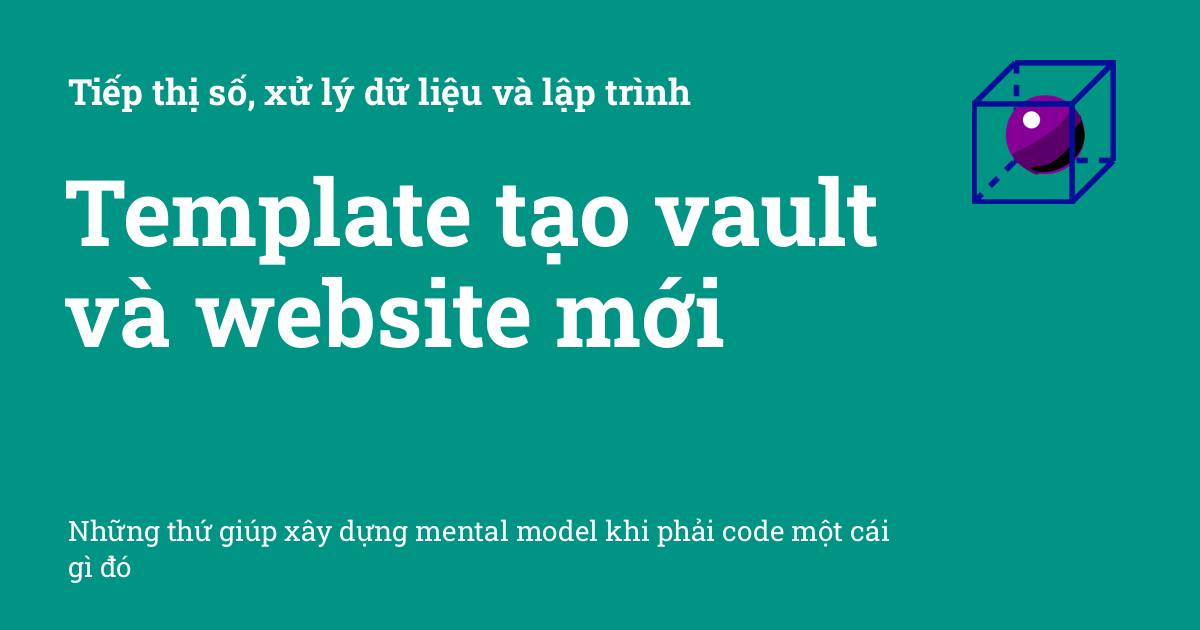 Tiếp thị số, xử lý dữ liệu và lập trình
Template tạo vault
và website mới
Những thứ giúp xây dựng mental model khi phải code một cái
gì đó